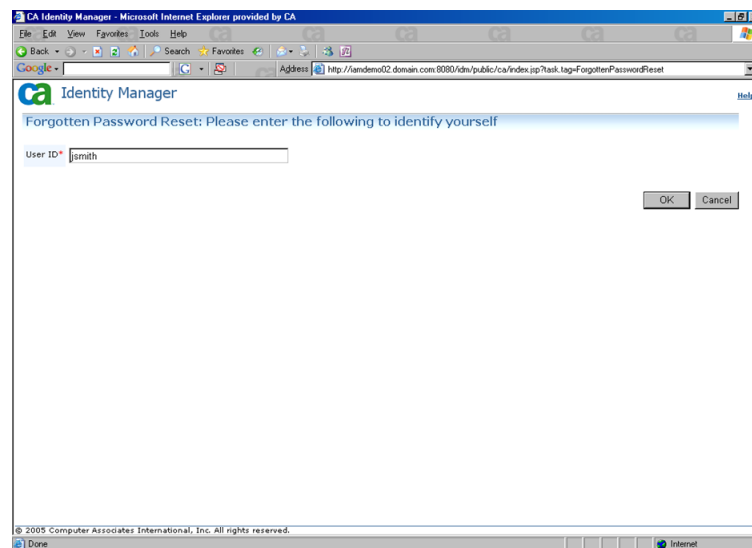 CA Identity Manager - Microsoft Internet Explorer provided by CA
File Edit View Favorites Tools Help
Back Search Favorites
Google Address http://iamdemo02.domain.com:8080/idm/public/ca/index.jsp?task.tag=ForgottenPasswordReset
ca Identity Manager
Help
Forgotten Password Reset: Please enter the following to identify yourself
User ID* jsmith
OK Cancel
© 2005 Computer Associates International, Inc. All rights reserved.
Done Internet